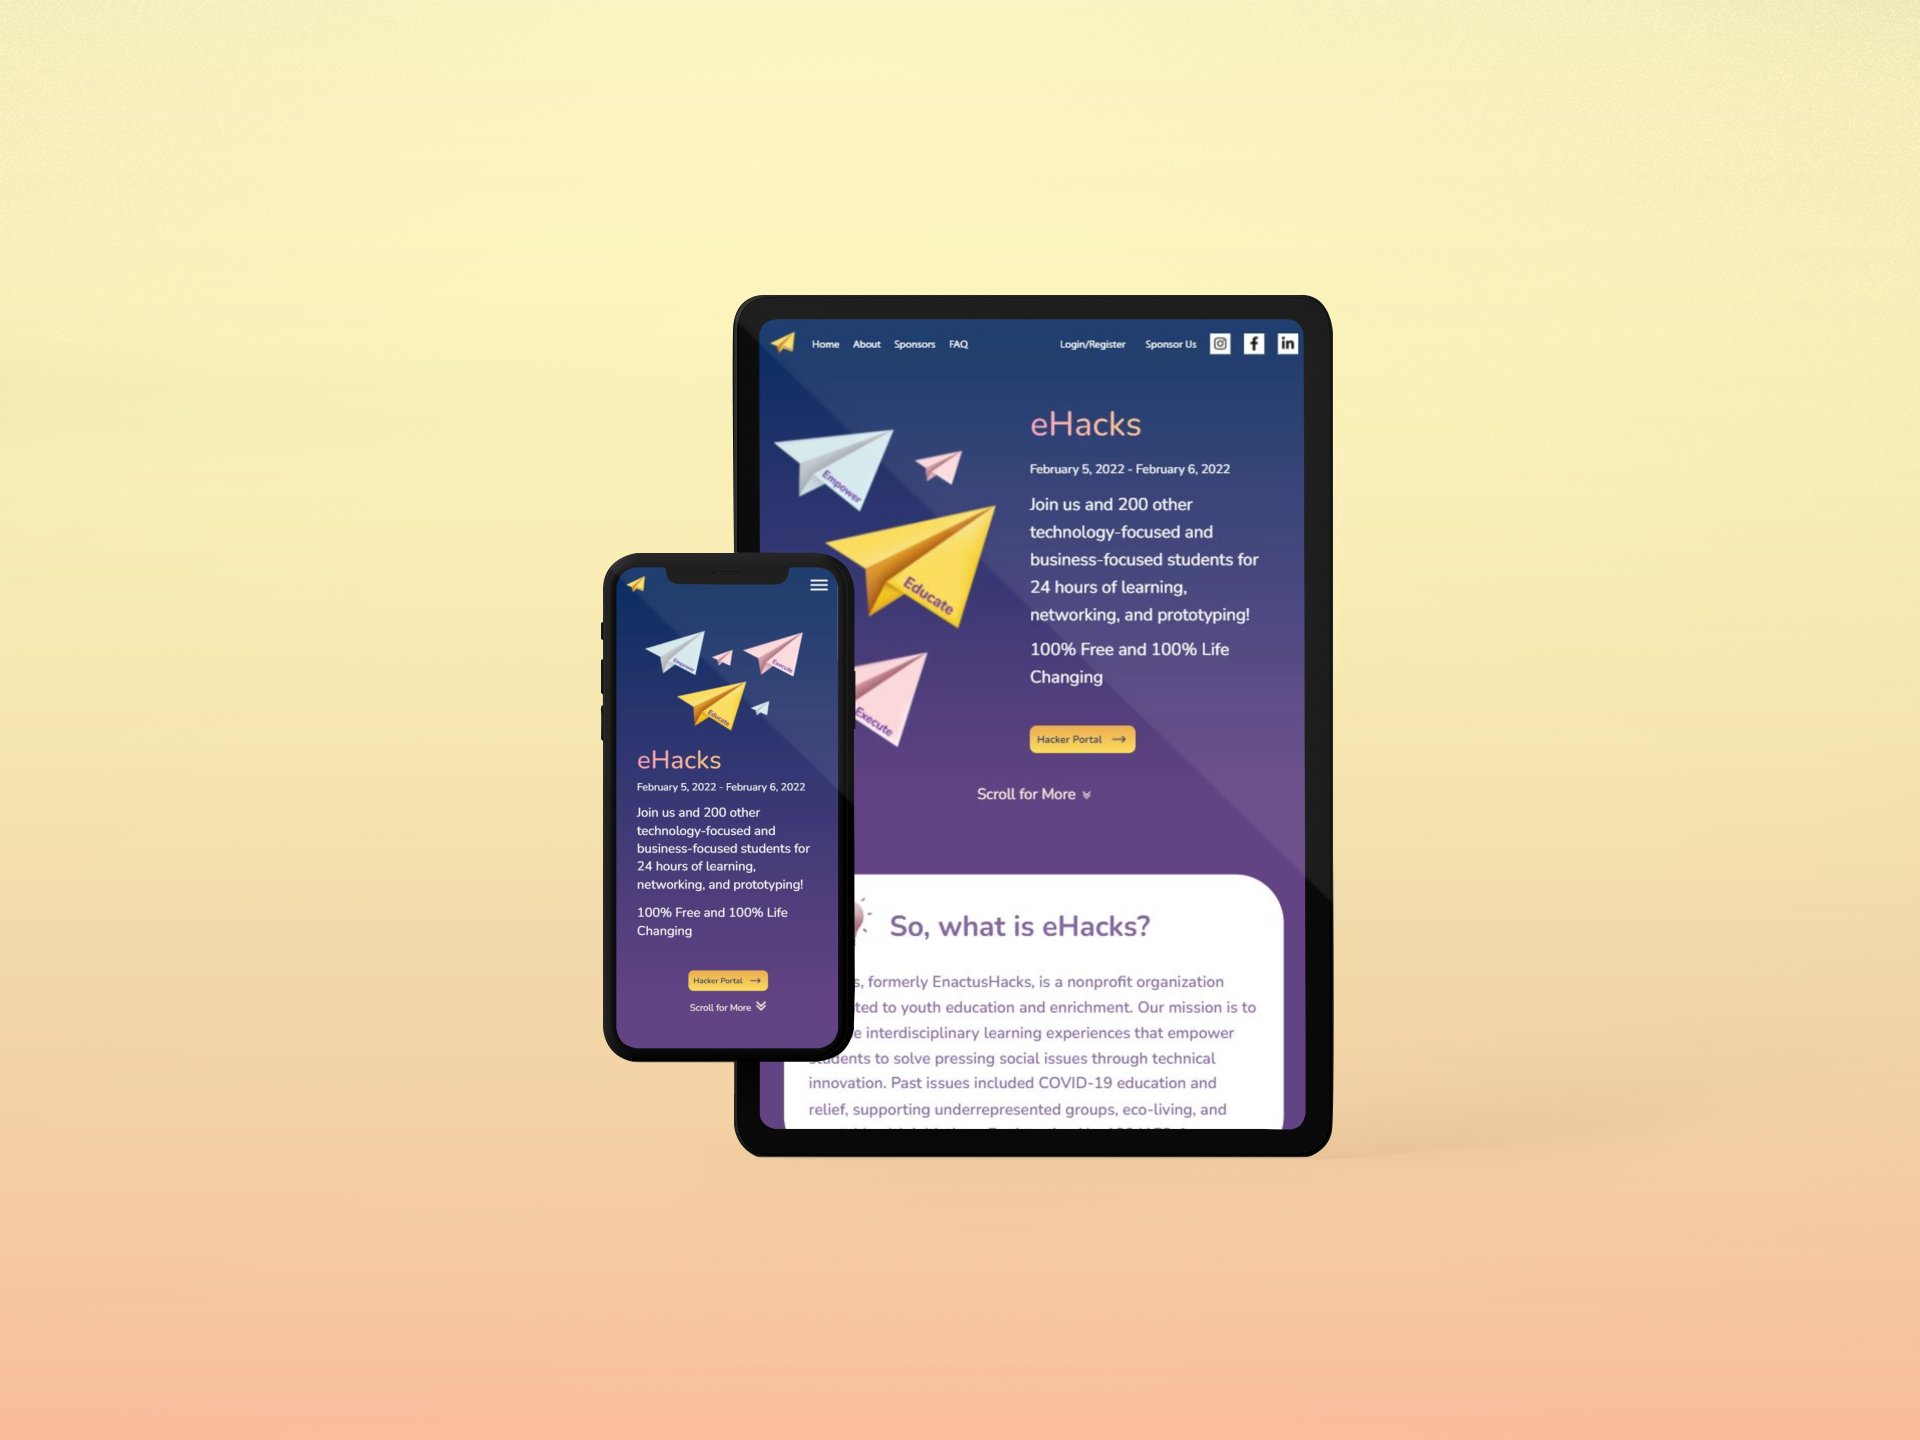 Home About Sponsors FAQ Login/Register Sponsor Us
eHacks
February 5, 2022 - February 6, 2022
Join us and 200 other
technology-focused and
business-focused students for
24 hours of learning,
networking, and prototyping!
100% Free and 100% Life
Changing
Hacker Portal
Scroll for More
Empower
Educate
Execute
So, what is eHacks?
formerly EnactusHacks, is a nonprofit organization
to youth education and enrichment. Our mission is to
interdisciplinary learning experiences that empower
students to solve pressing social issues through technical
innovation. Past issues included COVID-19 education and
relief, supporting underrepresented groups, eco-living, and
Empower
Execute
Educate
eHacks
February 5, 2022 - February 6, 2022
Join us and 200 other
technology-focused and
business-focused students for
24 hours of learning,
networking, and prototyping!
100% Free and 100% Life
Changing
Hacker Portal
Scroll for More